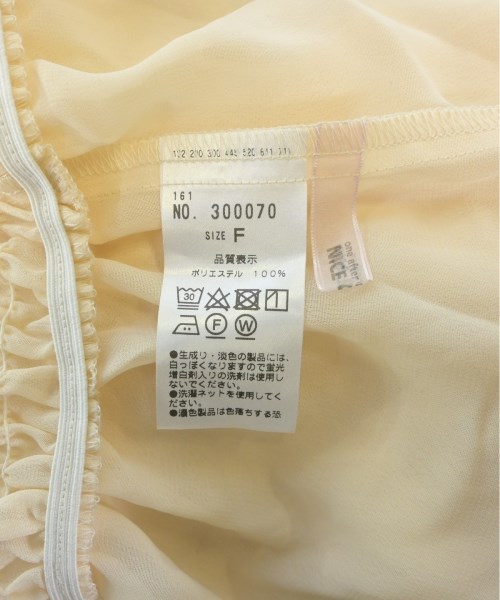 161
NO. 300070
SIZE F
品質表示
ポリエステル 100%
30
F W
●生成り・淡色の製品には、
白っぽくなりますので蛍光
増白剤入りの洗剤は使用し
ないでください。
●洗濯ネットを使用してくだ
さい。
●濃色製品は色落ちする恐
one after
NICE